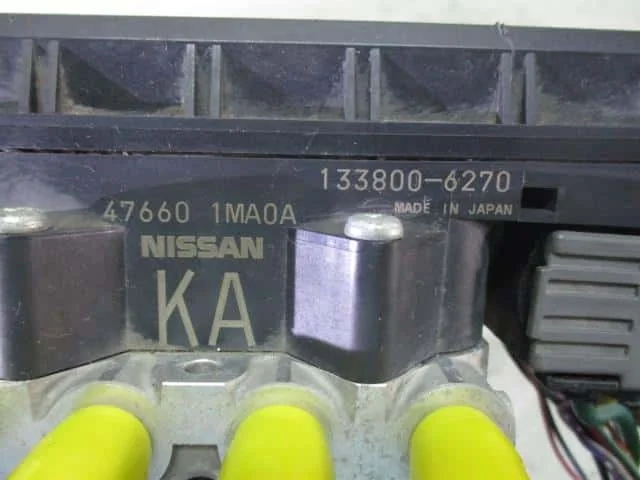 133800-6270
47660 1MA0A
MADE IN JAPAN
NISSAN
KA